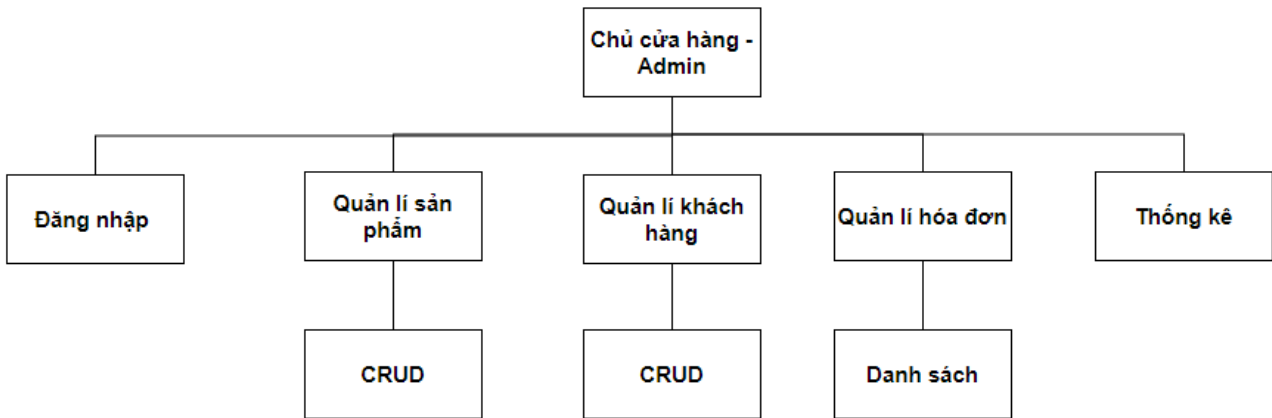 Chủ cửa hàng -
Admin
Đăng nhập
Quản lí sản
phẩm
Quản lí khách
hàng
Quản lí hóa đơn
Thống kê
CRUD
CRUD
Danh sách